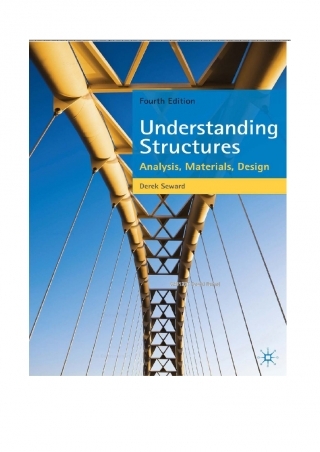 Fourth Edition
Understanding
Structures
Analysis, Materials, Design
Derek Seward